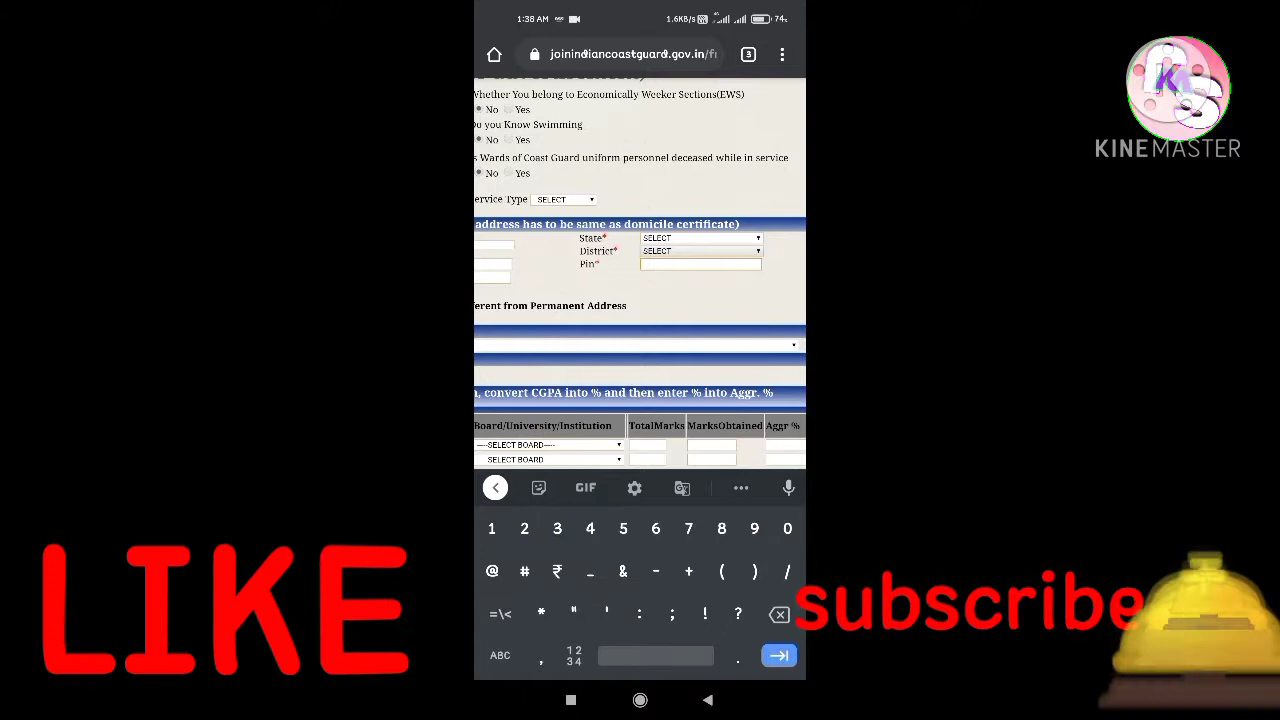 1:38 AM
1.6KB/s
74%
joinindiancoastguard.gov.in/fr
3
Whether You belong to Economically Weeker Sections(EWS)
No Yes
Do you Know Swimming
No Yes
s Wards of Coast Guard uniform personnel deceased while in service
No Yes
ervice Type SELECT
address has to be same as domicile certificate)
State* SELECT
District* SELECT
Pin*
ferent from Permanent Address
n, convert CGPA into % and then enter % into Aggr. %
Board/University/Institution TotalMarks MarksObtained Aggr %
-----SELECT BOARD-----
SELECT BOARD
GIF
1 2 3 4 5 6 7 8 9 0
@ # ₹ _ & - + ( ) /
=\< * " ' : ; ! ?
ABC , 12 34 .
KMS
KINEMASTER
LIKE
subscribe